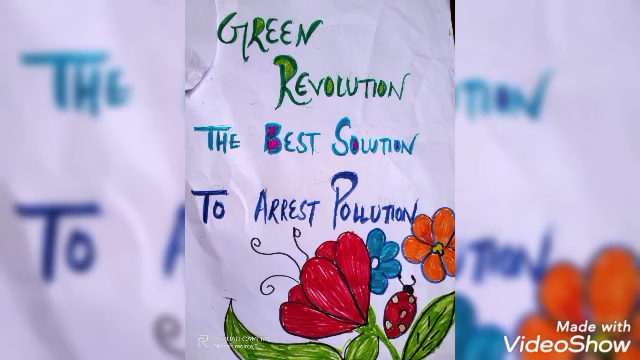 GREEN
REVOLUTION
THE BEST SOLUTION
TO ARREST POLLUTION
Made with
VideoShow